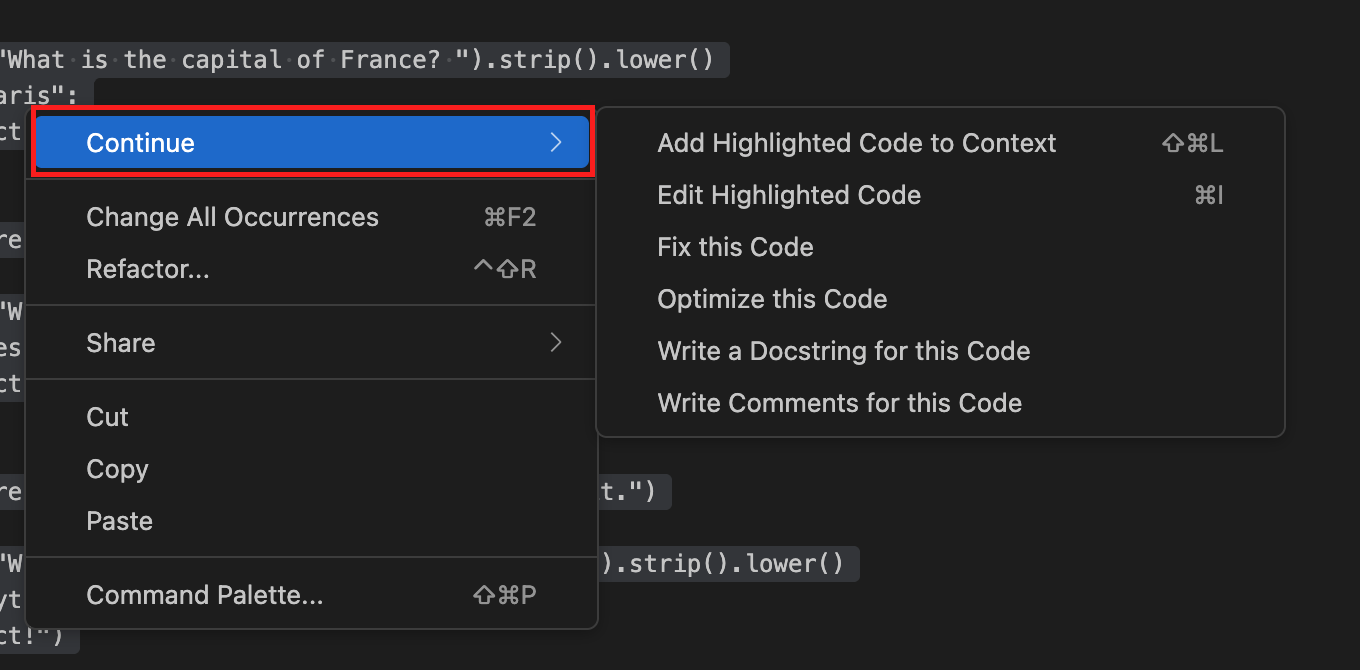 "What is the capital of France? ").strip().lower()
aris":
ct
Continue
Add Highlighted Code to Context ⇧⌘L
Edit Highlighted Code ⌘I
Fix this Code
Optimize this Code
Write a Docstring for this Code
Write Comments for this Code
Change All Occurrences ⌘F2
re
Refactor... ^⇧R
"W
Share
es
ct
Cut
Copy
re
t.")
Paste
"W
).strip().lower()
Command Palette... ⇧⌘P
yt
ct!")